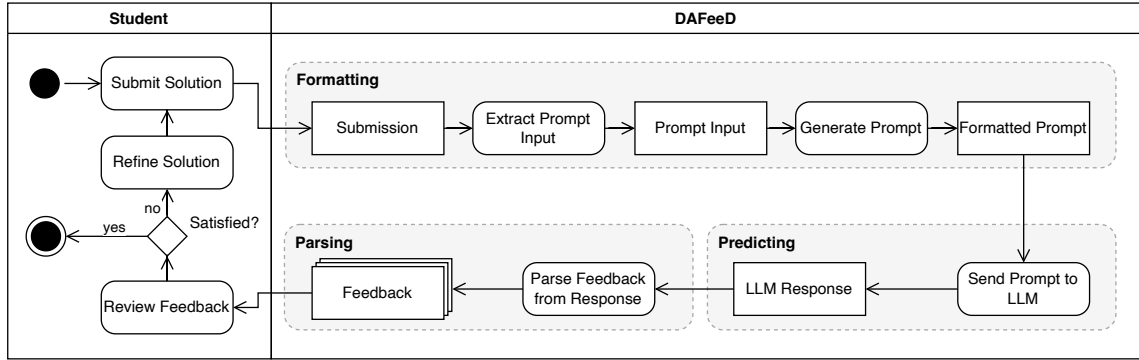 Student
DAFeeD
Submit Solution
Refine Solution
no
Satisfied?
yes
Review Feedback
Formatting
Submission
Extract Prompt
Input
Prompt Input
Generate Prompt
Formatted Prompt
Parsing
Feedback
Parse Feedback
from Response
Predicting
LLM Response
Send Prompt to
LLM